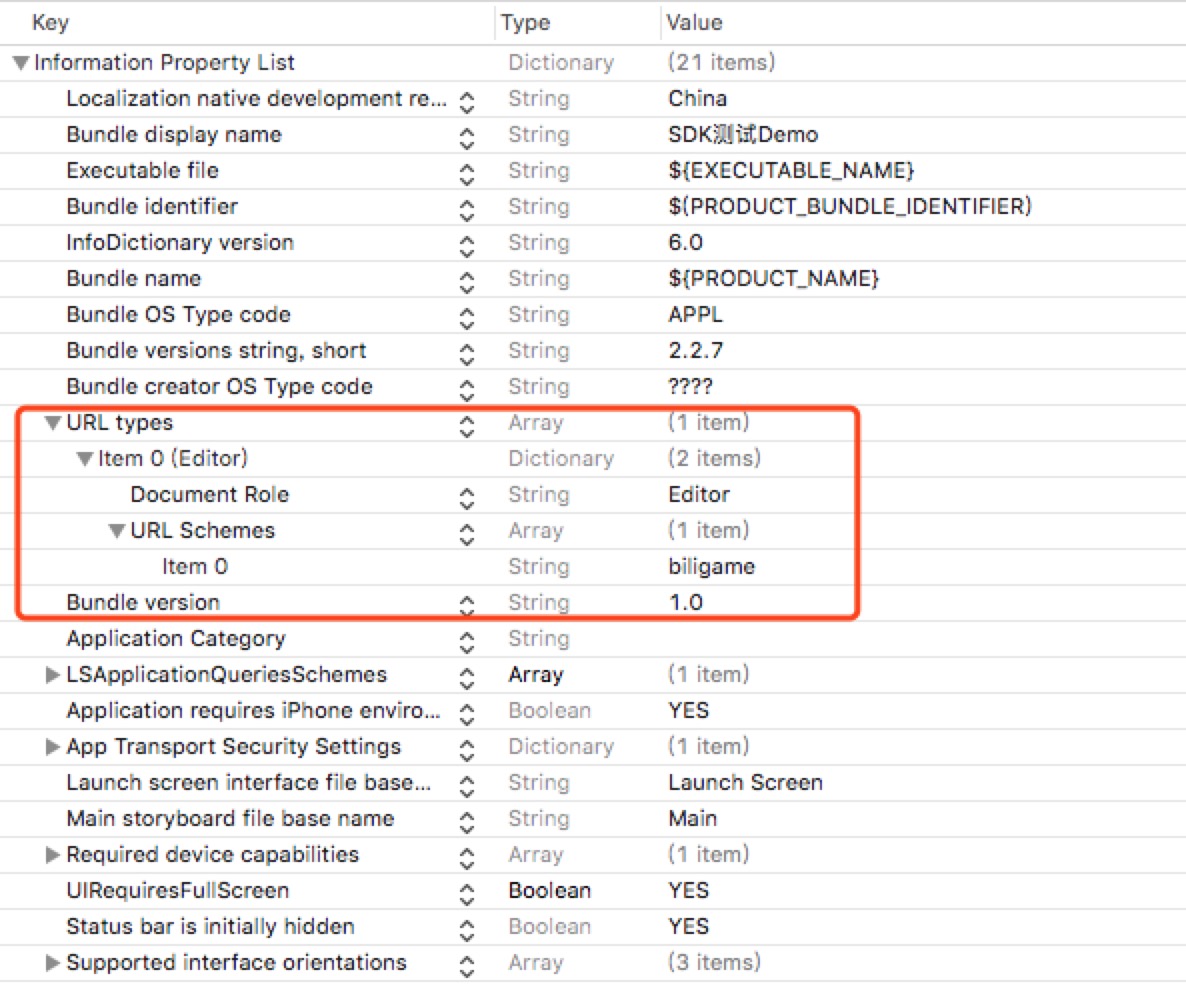 Key Type Value
Information Property List Dictionary (21 items)
Localization native development re... String China
Bundle display name String SDK测试Demo
Executable file String ${EXECUTABLE_NAME}
Bundle identifier String $(PRODUCT_BUNDLE_IDENTIFIER)
InfoDictionary version String 6.0
Bundle name String ${PRODUCT_NAME}
Bundle OS Type code String APPL
Bundle versions string, short String 2.2.7
Bundle creator OS Type code String ????
URL types Array (1 item)
Item 0 (Editor) Dictionary (2 items)
Document Role String Editor
URL Schemes Array (1 item)
Item 0 String biligame
Bundle version String 1.0
Application Category String
LSApplicationQueriesSchemes Array (1 item)
Application requires iPhone enviro... Boolean YES
App Transport Security Settings Dictionary (1 item)
Launch screen interface file base... String Launch Screen
Main storyboard file base name String Main
Required device capabilities Array (1 item)
UIRequiresFullScreen Boolean YES
Status bar is initially hidden Boolean YES
Supported interface orientations Array (3 items)